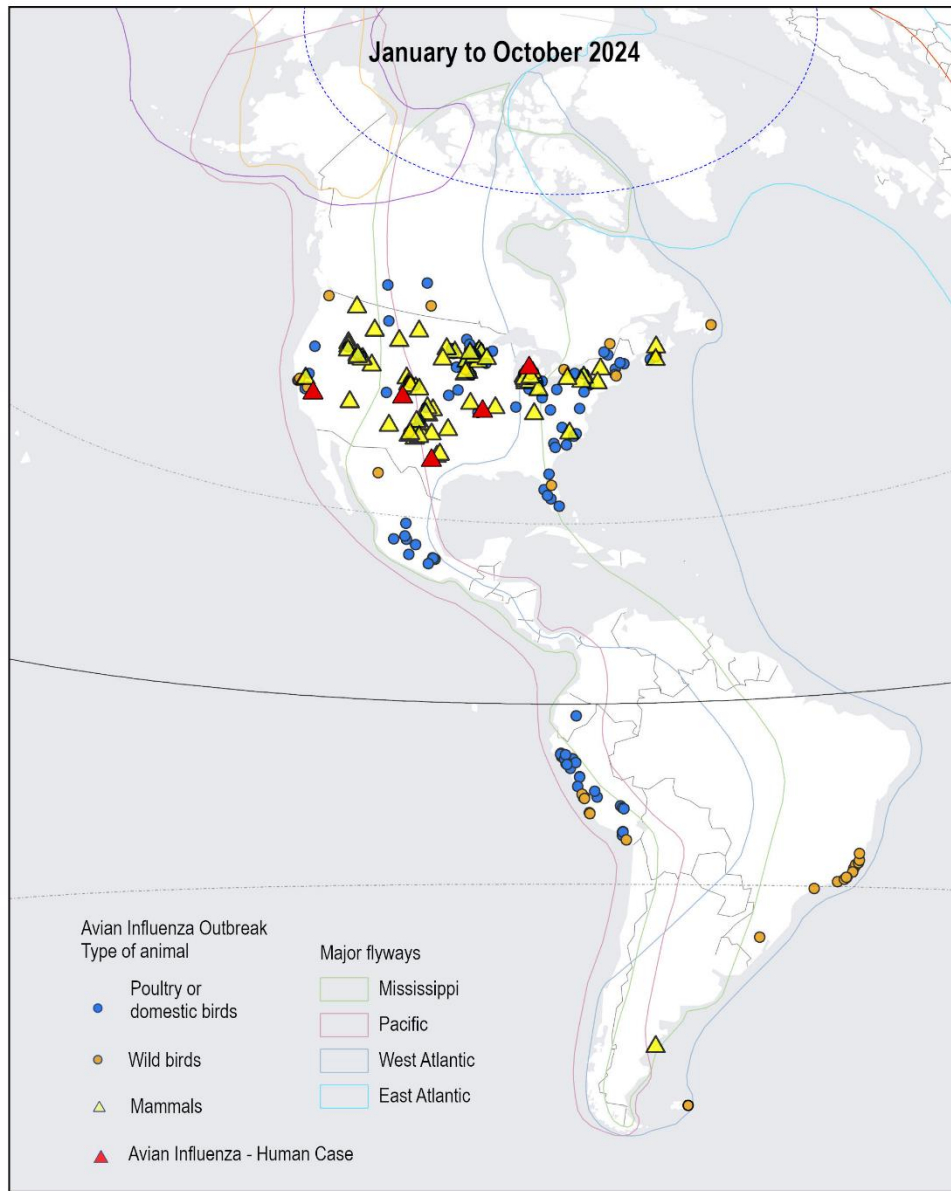 January to October 2024
Avian Influenza Outbreak
Type of animal
Poultry or
domestic birds
Wild birds
Mammals
Avian Influenza - Human Case
Major flyways
Mississippi
Pacific
West Atlantic
East Atlantic